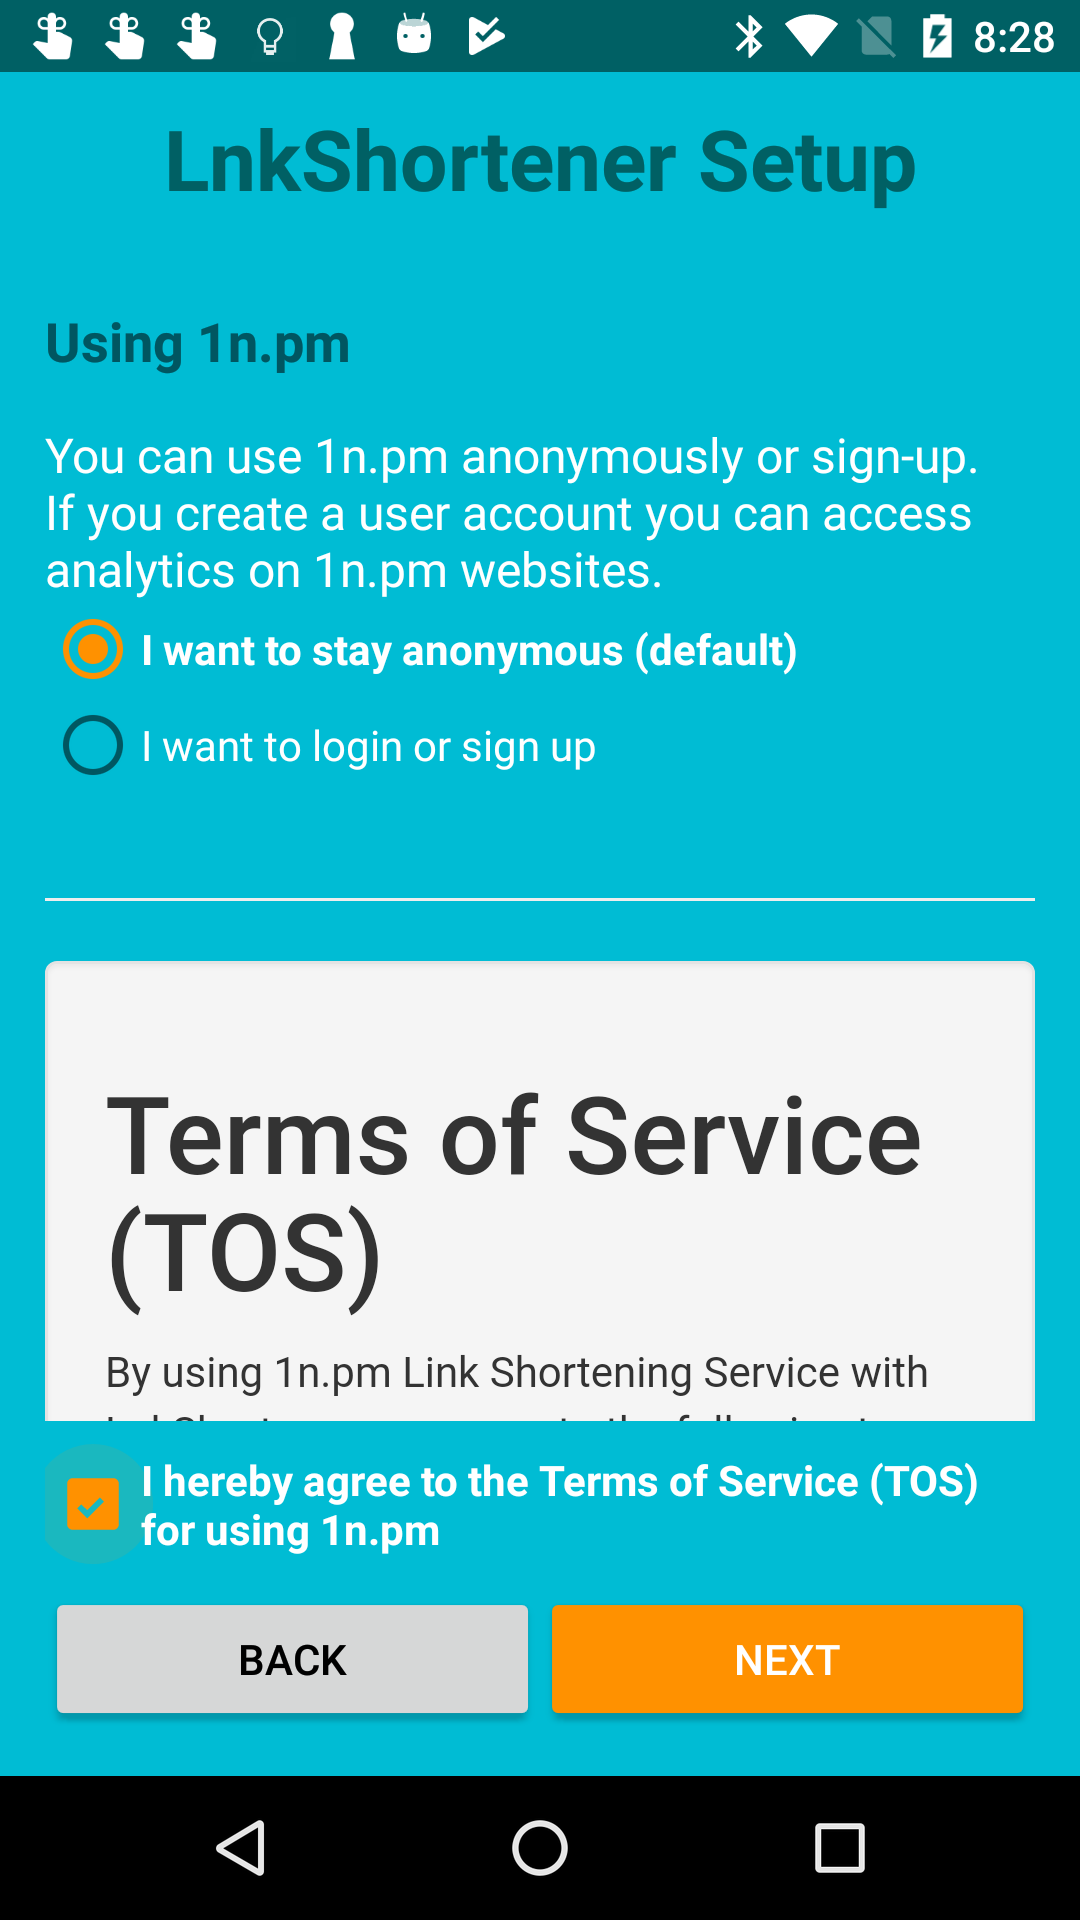 8:28
LnkShortener Setup
Using 1n.pm
You can use 1n.pm anonymously or sign-up.
If you create a user account you can access
analytics on 1n.pm websites.
I want to stay anonymous (default)
I want to login or sign up
Terms of Service
(TOS)
By using 1n.pm Link Shortening Service with
I hereby agree to the Terms of Service (TOS)
for using 1n.pm
BACK
NEXT